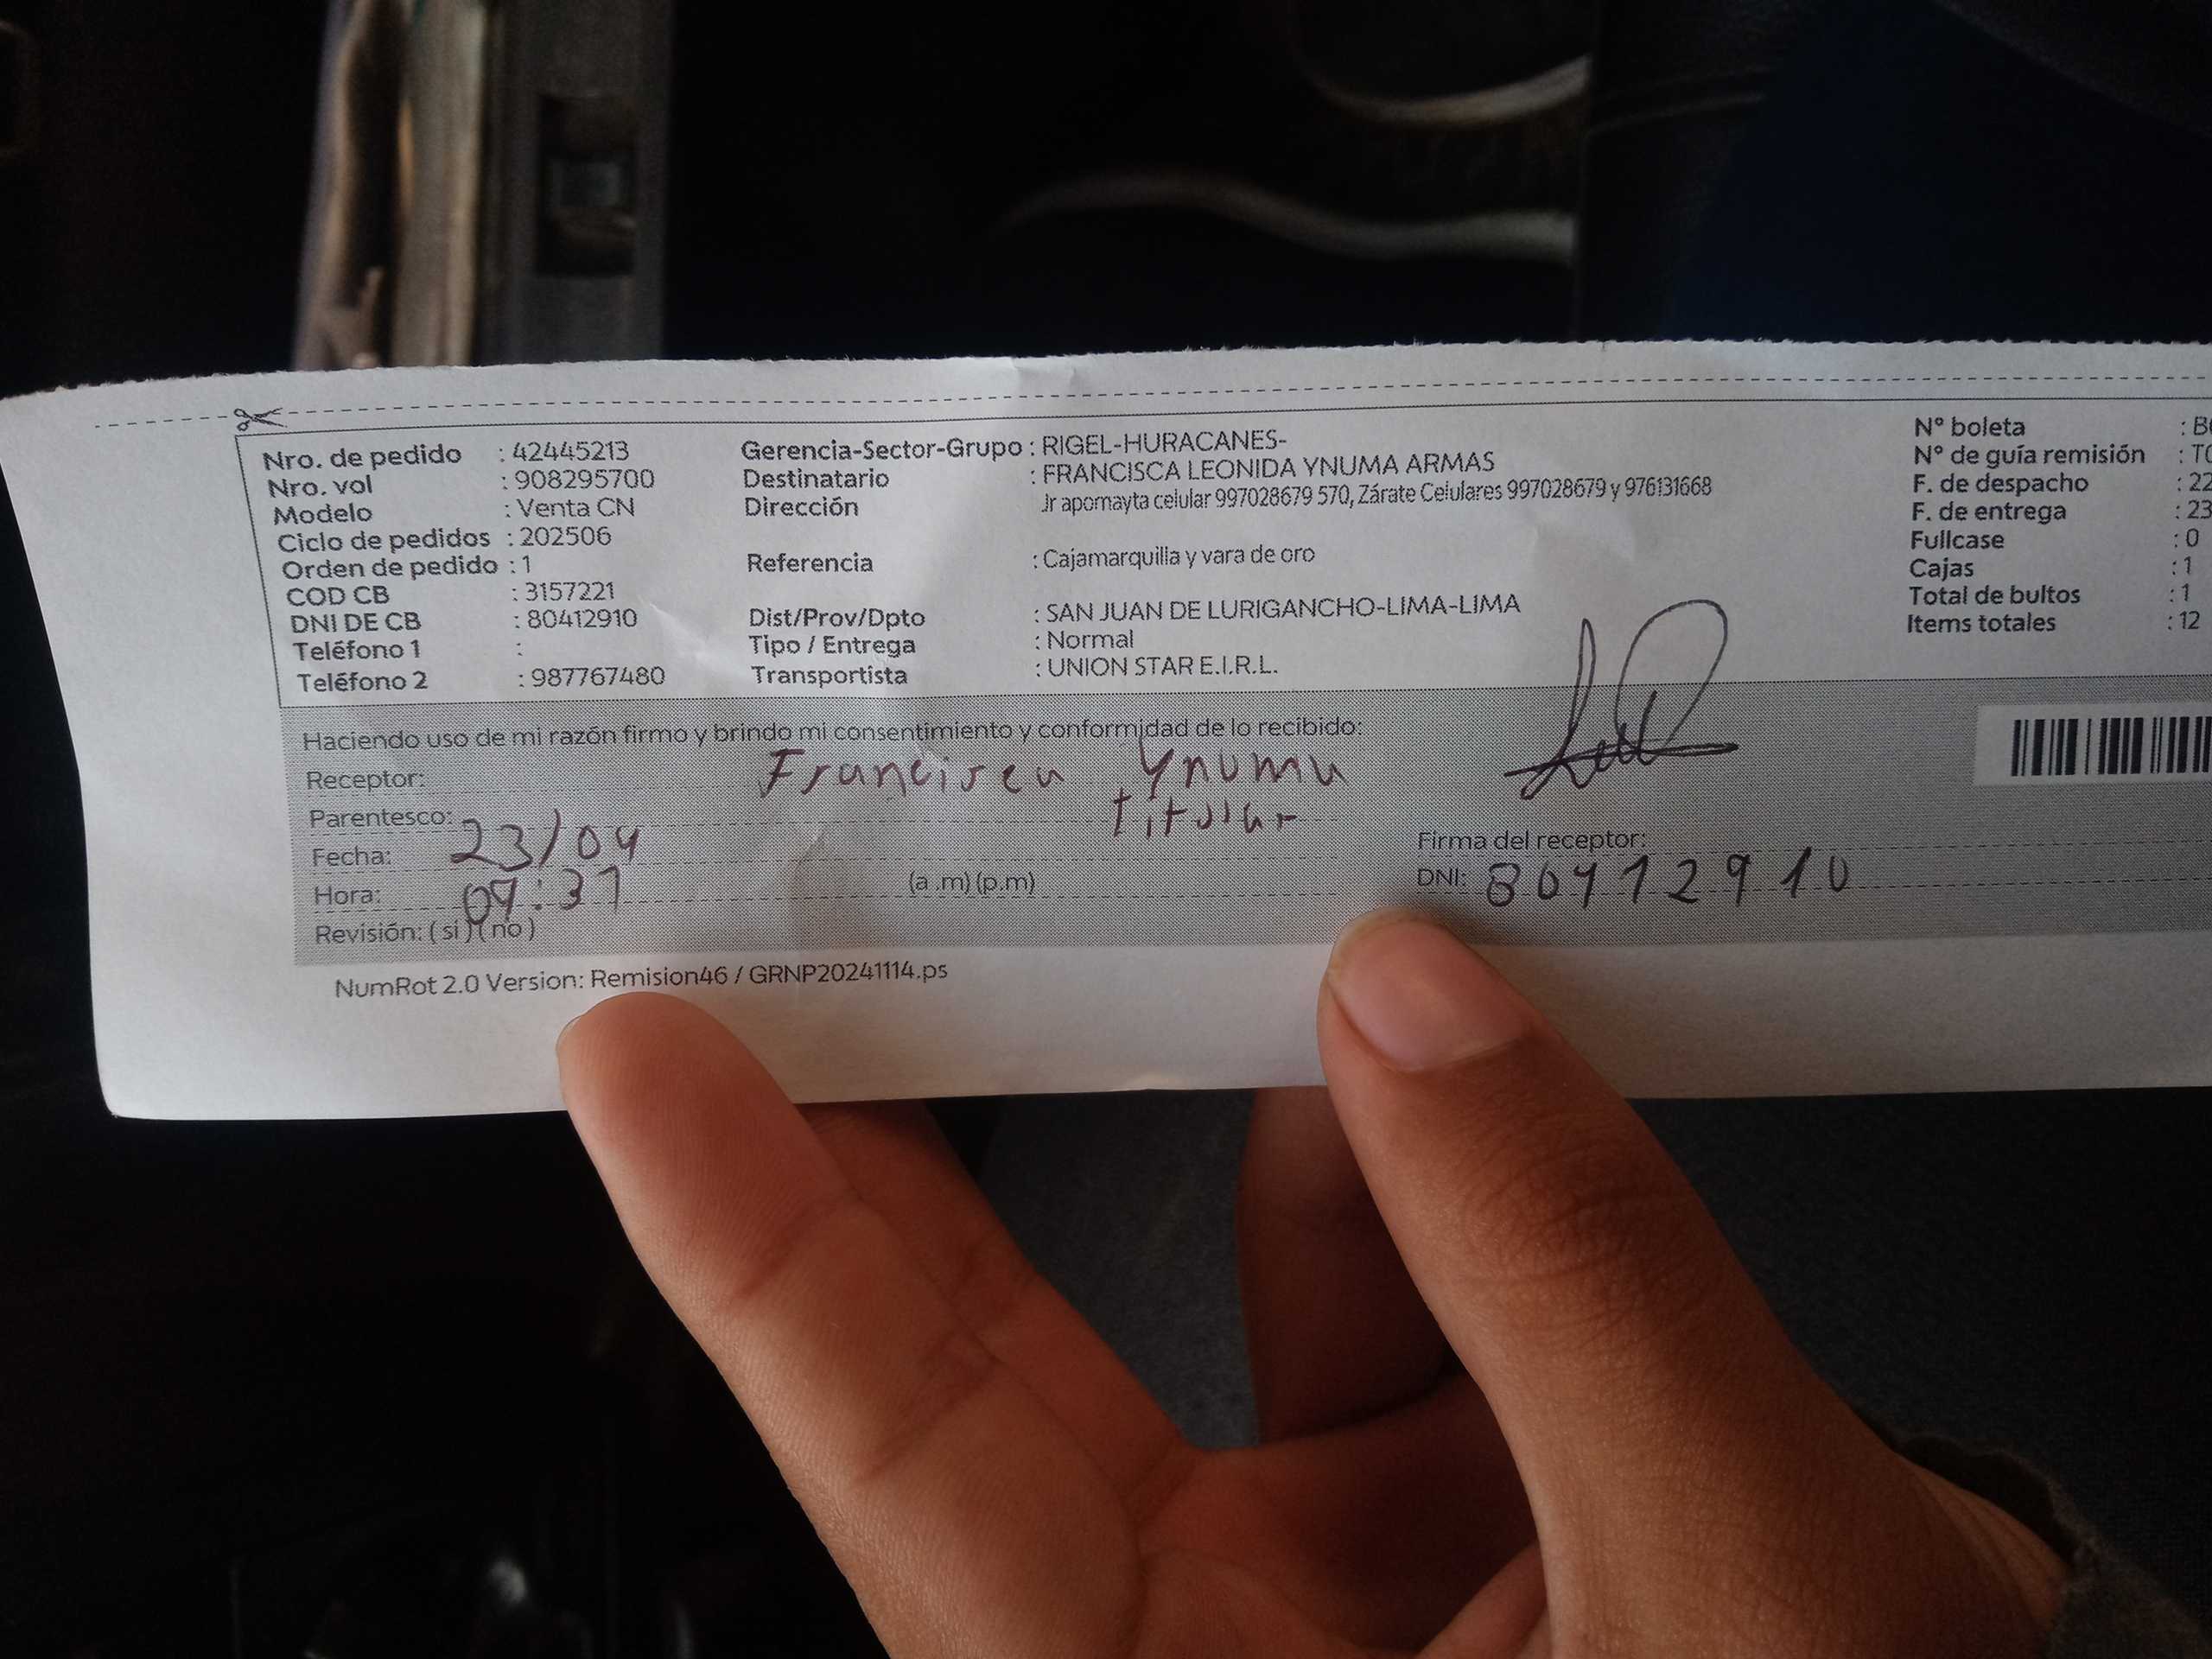 Nro. de pedido : 42445213
Nro. vol : 908295700
Modelo : Venta CN
Ciclo de pedidos : 202506
Orden de pedido : 1
COD CB : 3157221
DNI DE CB : 80412910
Teléfono 1 :
Teléfono 2 : 987767480
Gerencia-Sector-Grupo : RIGEL-HURACANES-
Destinatario : FRANCISCA LEONIDA YNUMA ARMAS
Dirección Jr apomayta celular 997028679 570, Zárate Celulares 997028679 y 976131668
Referencia : Cajamarquilla y vara de oro
Dist/Prov/Dpto : SAN JUAN DE LURIGANCHO-LIMA-LIMA
Tipo / Entrega : Normal
Transportista : UNION STAR E.I.R.L.
N° boleta : B
N° de guía remisión : T
F. de despacho : 22
F. de entrega : 23
Fullcase : 0
Cajas : 1
Total de bultos : 1
Items totales : 12
Haciendo uso de mi razón firmo y brindo mi consentimiento y conformidad de lo recibido:
Receptor: Francisca Ynuma
Parentesco: titular
Fecha: 23/04
Hora: 09:37 (a .m) (p.m)
Revisión: ( si ) ( no )
Firma del receptor:
DNI: 80412910
NumRot 2.0 Version: Remision46 / GRNP20241114.ps